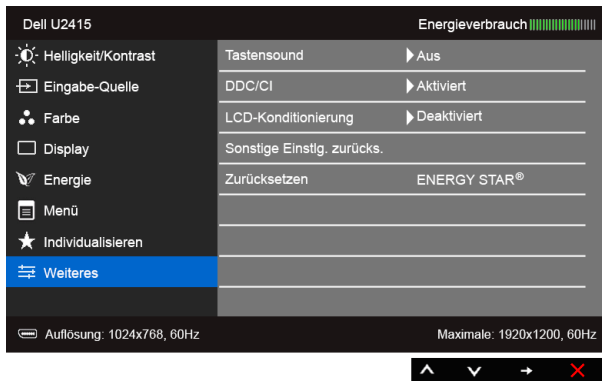 Dell U2415 Energieverbrauch
Helligkeit/Kontrast Tastensound Aus
Eingabe-Quelle DDC/CI Aktiviert
Farbe LCD-Konditionierung Deaktiviert
Display Sonstige Einstlg. zurücks.
Energie Zurücksetzen ENERGY STAR®
Menü
Individualisieren
Weiteres
Auflösung: 1024x768, 60Hz Maximale: 1920x1200, 60Hz